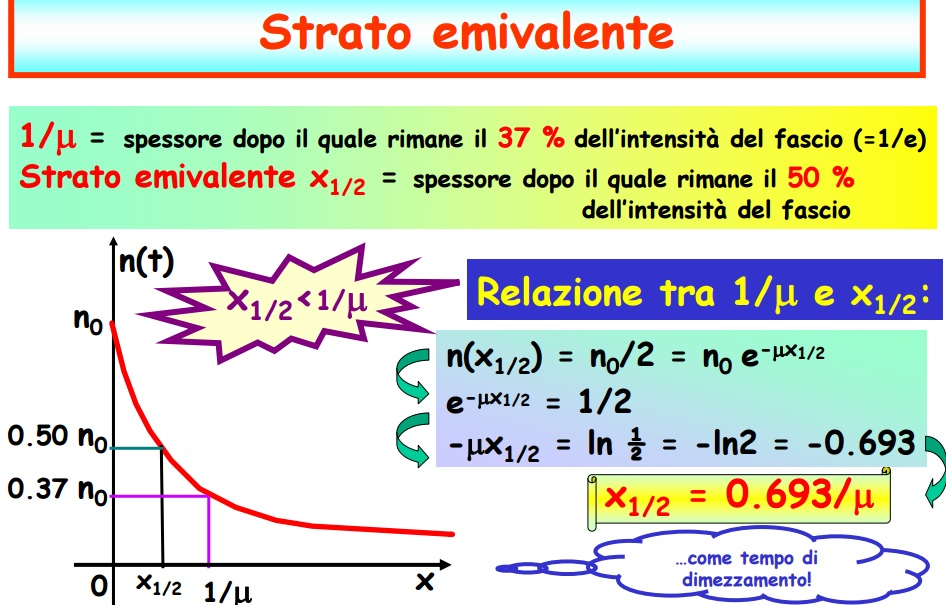 Strato emivalente
1/μ = spessore dopo il quale rimane il 37 % dell'intensità del fascio (=1/e)
Strato emivalente x1/2 = spessore dopo il quale rimane il 50 %
dell'intensità del fascio
n(t)
x1/2 < 1/μ
n0
0.50 n0
0.37 n0
0
x1/2
1/μ
x
Relazione tra 1/μ e x1/2:
n(x1/2) = n0/2 = n0 e-μx1/2
e-μx1/2 = 1/2
-μx1/2 = ln ½ = -ln2 = -0.693
x1/2 = 0.693/μ
…come tempo di
dimezzamento!